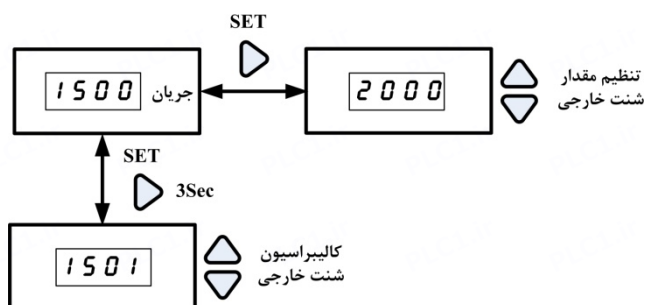 SET
1500 جریان
2000
تنظیم مقدار
شنت خارجی
SET
3Sec
1501
کالیبراسیون
شنت خارجی